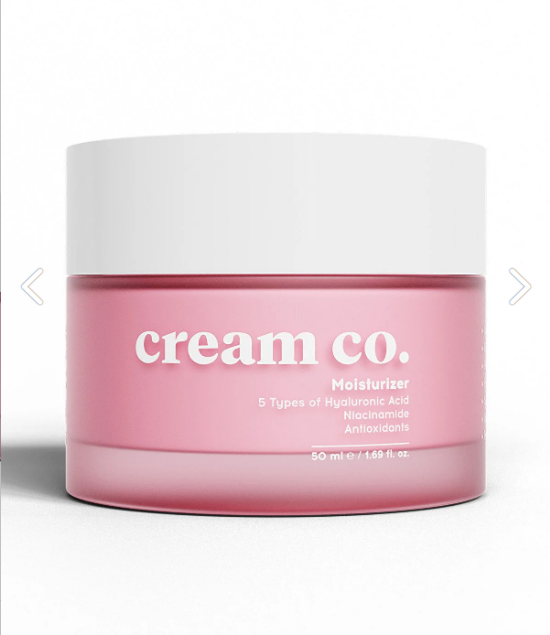 cream co.
Moisturizer
5 Types of Hyaluronic Acid
Niacinamide
Antioxidants
50 ml ℮ / 1.69 fl. oz.